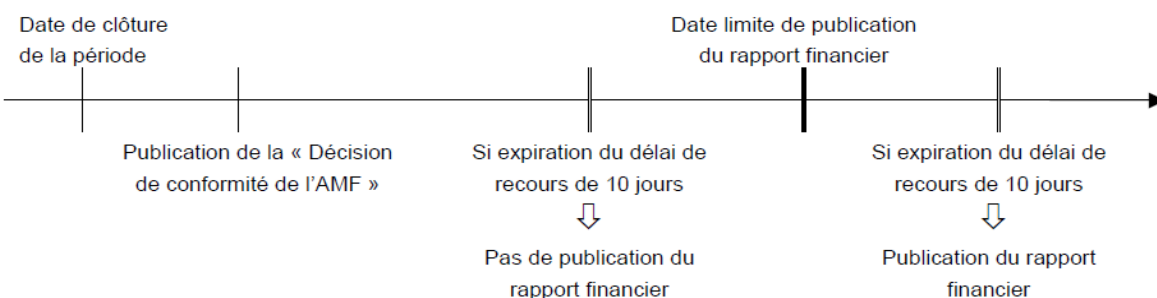 Date de clôture
de la période
Date limite de publication
du rapport financier
Publication de la « Décision
de conformité de l'AMF »
Si expiration du délai de
recours de 10 jours
Pas de publication du
rapport financier
Si expiration du délai de
recours de 10 jours
Publication du rapport
financier